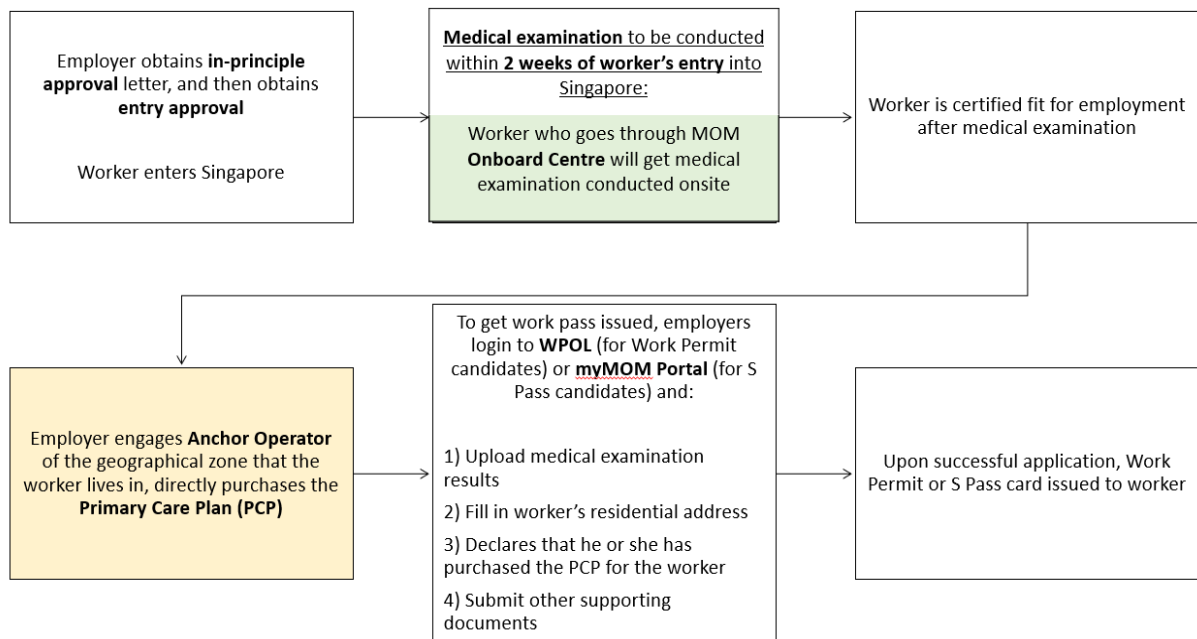 Employer obtains in-principle
approval letter, and then obtains
entry approval
Worker enters Singapore
Medical examination to be conducted
within 2 weeks of worker's entry into
Singapore:
Worker who goes through MOM
Onboard Centre will get medical
examination conducted onsite
Worker is certified fit for employment
after medical examination
Employer engages Anchor Operator
of the geographical zone that the
worker lives in, directly purchases the
Primary Care Plan (PCP)
To get work pass issued, employers
login to WPOL (for Work Permit
candidates) or myMOM Portal (for S
Pass candidates) and:
1) Upload medical examination
results
2) Fill in worker's residential address
3) Declares that he or she has
purchased the PCP for the worker
4) Submit other supporting
documents
Upon successful application, Work
Permit or S Pass card issued to worker